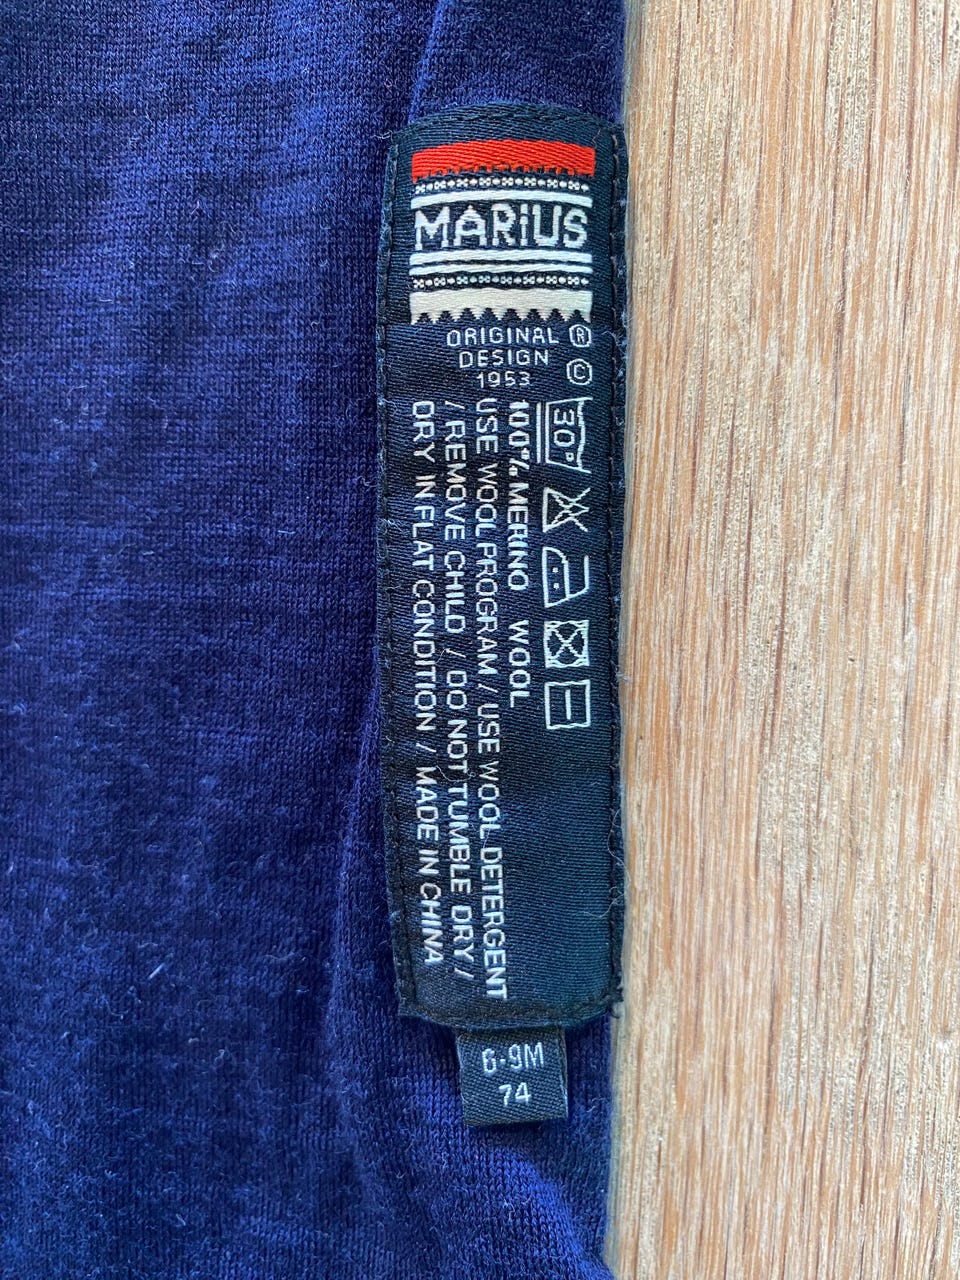 MARiUS
ORIGINAL ®
DESIGN
1953 ©
30°
100% MERINO WOOL
USE WOOL PROGRAM / USE WOOL DETERGENT
/ REMOVE CHILD / DO NOT TUMBLE DRY /
DRY IN FLAT CONDITION / MADE IN CHINA
6-9M
74